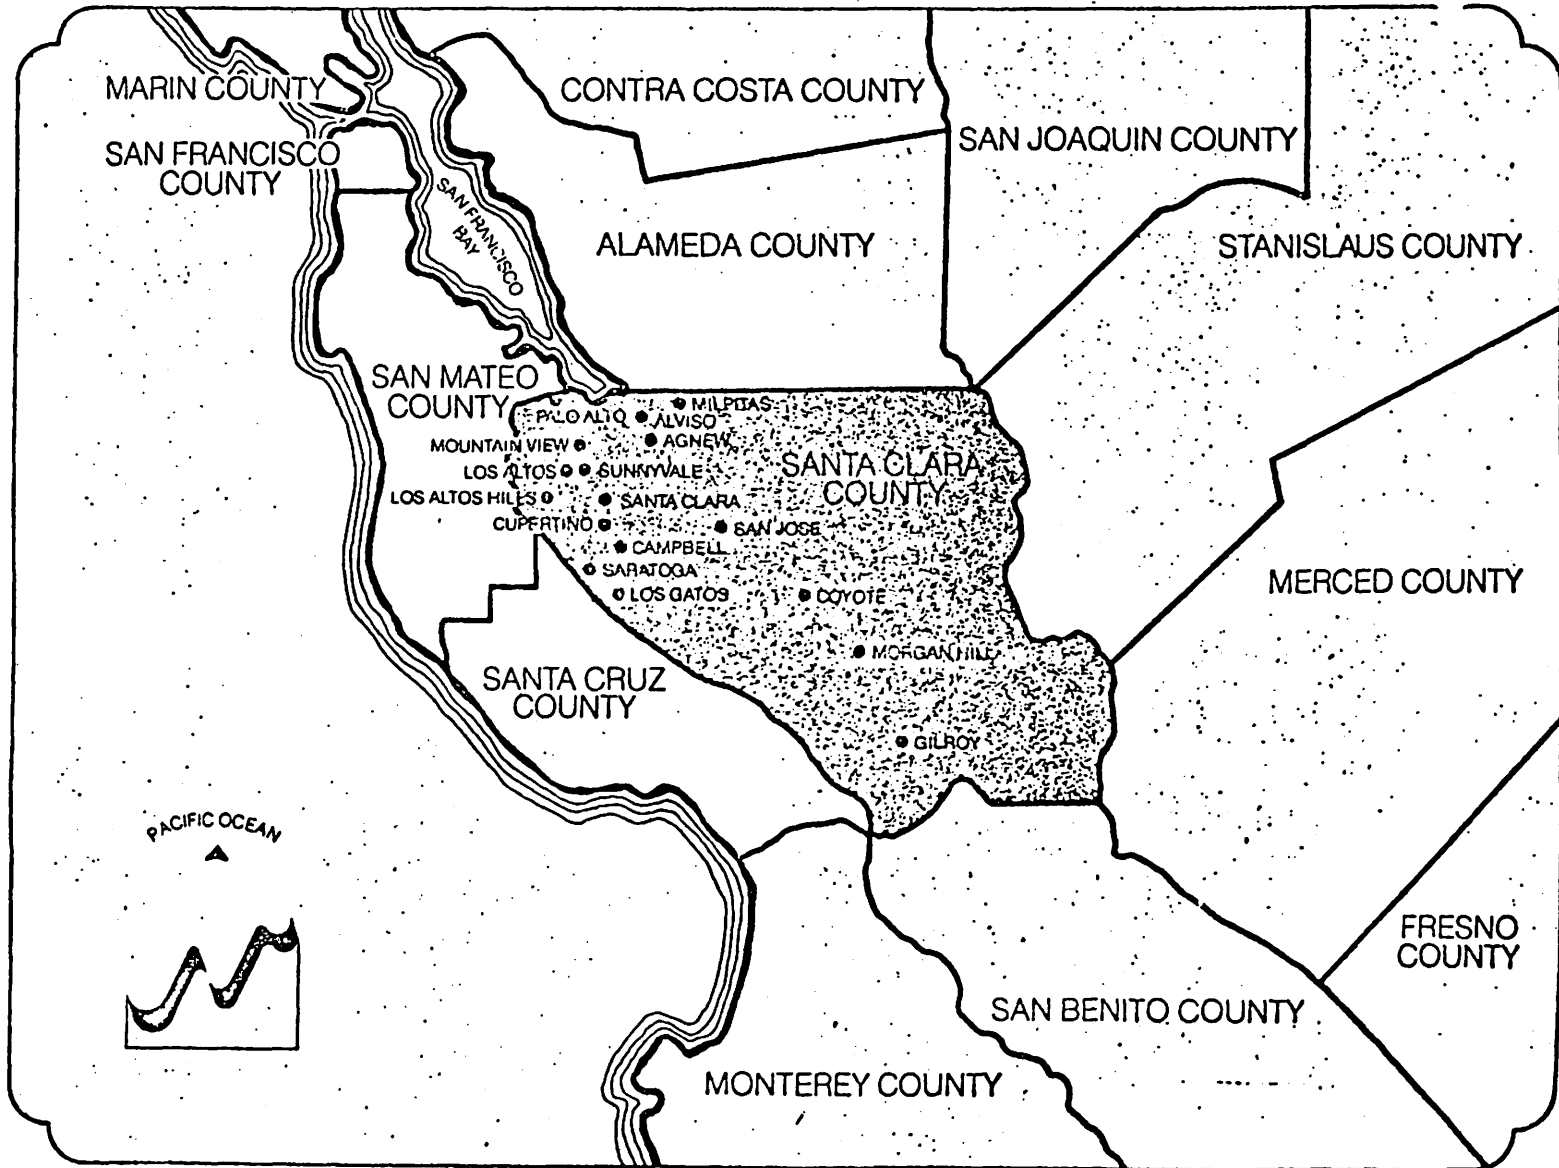 MARIN COUNTY
CONTRA COSTA COUNTY
SAN JOAQUIN COUNTY
SAN FRANCISCO
COUNTY
SAN FRANCISCO
BAY
ALAMEDA COUNTY
STANISLAUS COUNTY
SAN MATEO
COUNTY
MILPITAS
PALO ALTO
ALVISO
MOUNTAIN VIEW
AGNEW
LOS ALTOS
SUNNYVALE
SANTA CLARA
COUNTY
LOS ALTOS HILLS
SANTA CLARA
CUPERTINO
SAN JOSE
CAMPBELL
SARATOGA
LOS GATOS
COYOTE
MERCED COUNTY
MORGAN HILL
SANTA CRUZ
COUNTY
GILROY
PACIFIC OCEAN
FRESNO
COUNTY
SAN BENITO COUNTY
MONTEREY COUNTY